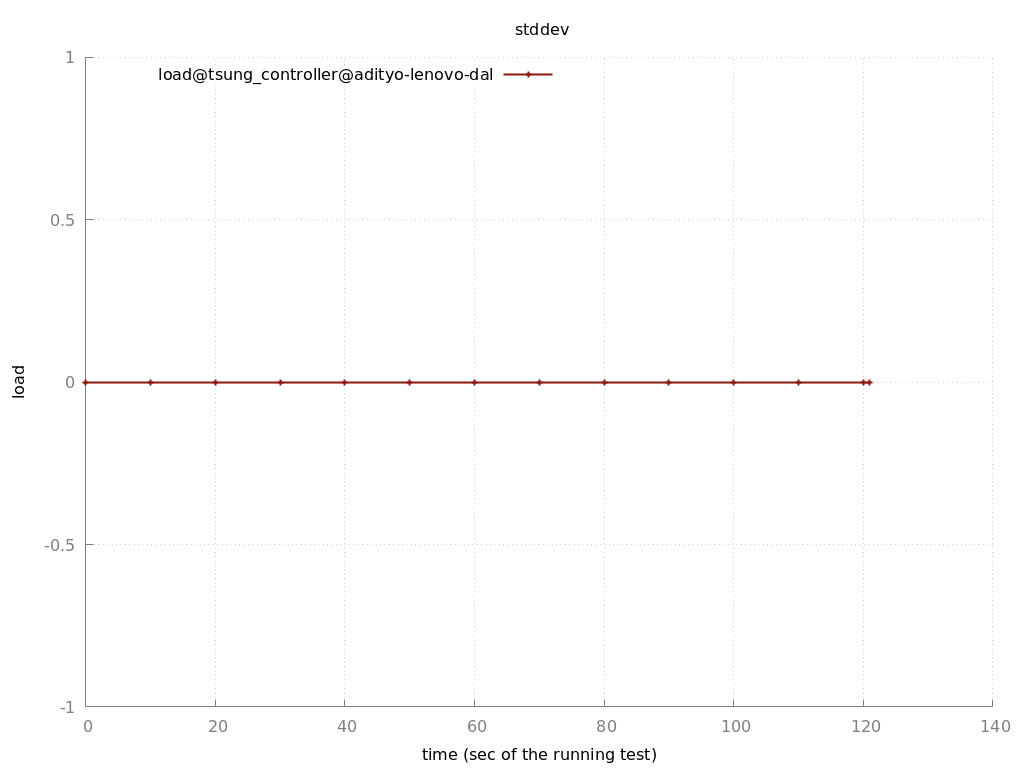 stddev
load@tsung_controller@adityo-lenovo-dal
1
0.5
0
-0.5
-1
load
0 20 40 60 80 100 120 140
time (sec of the running test)